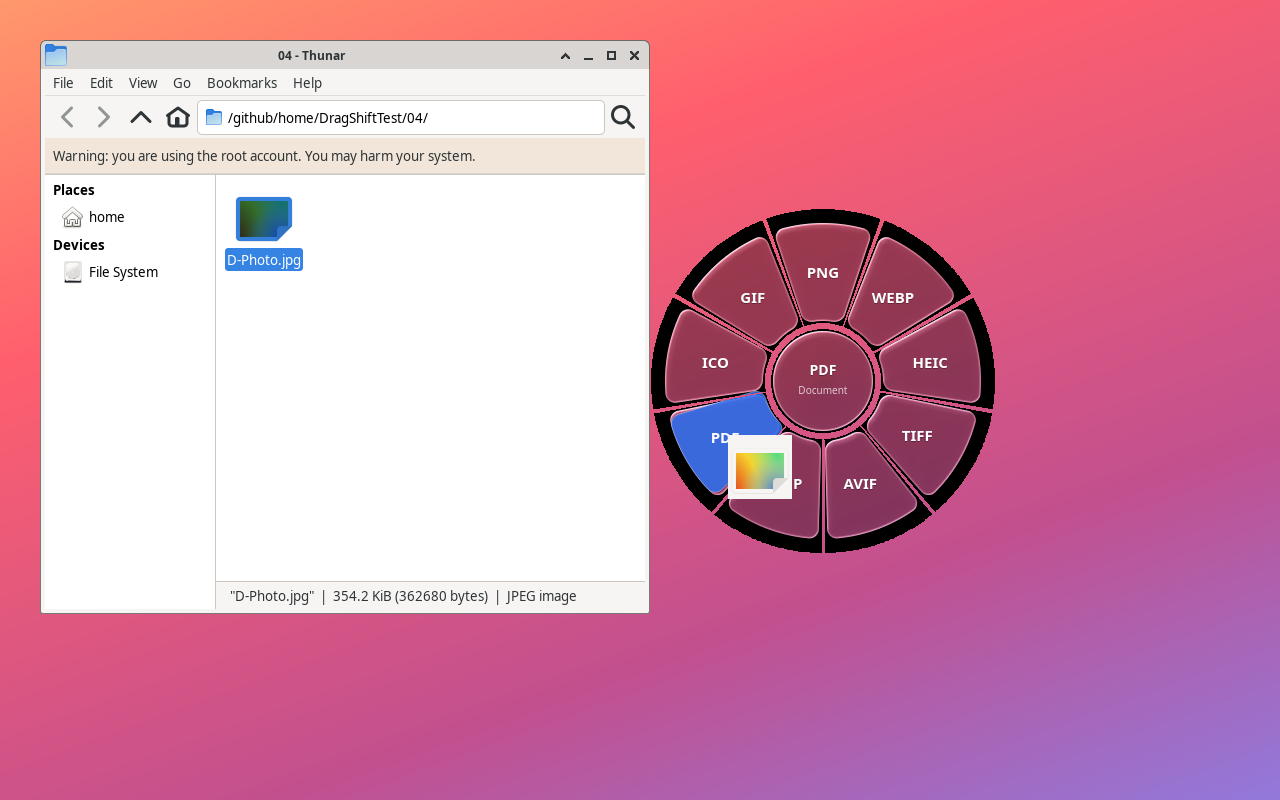 04 - Thunar
File Edit View Go Bookmarks Help
/github/home/DragShiftTest/04/
Warning: you are using the root account. You may harm your system.
Places
home
Devices
File System
D-Photo.jpg
"D-Photo.jpg" | 354.2 KiB (362680 bytes) | JPEG image
PNG
GIF
WEBP
ICO
HEIC
PDF
Document
PDF
TIFF
P
AVIF